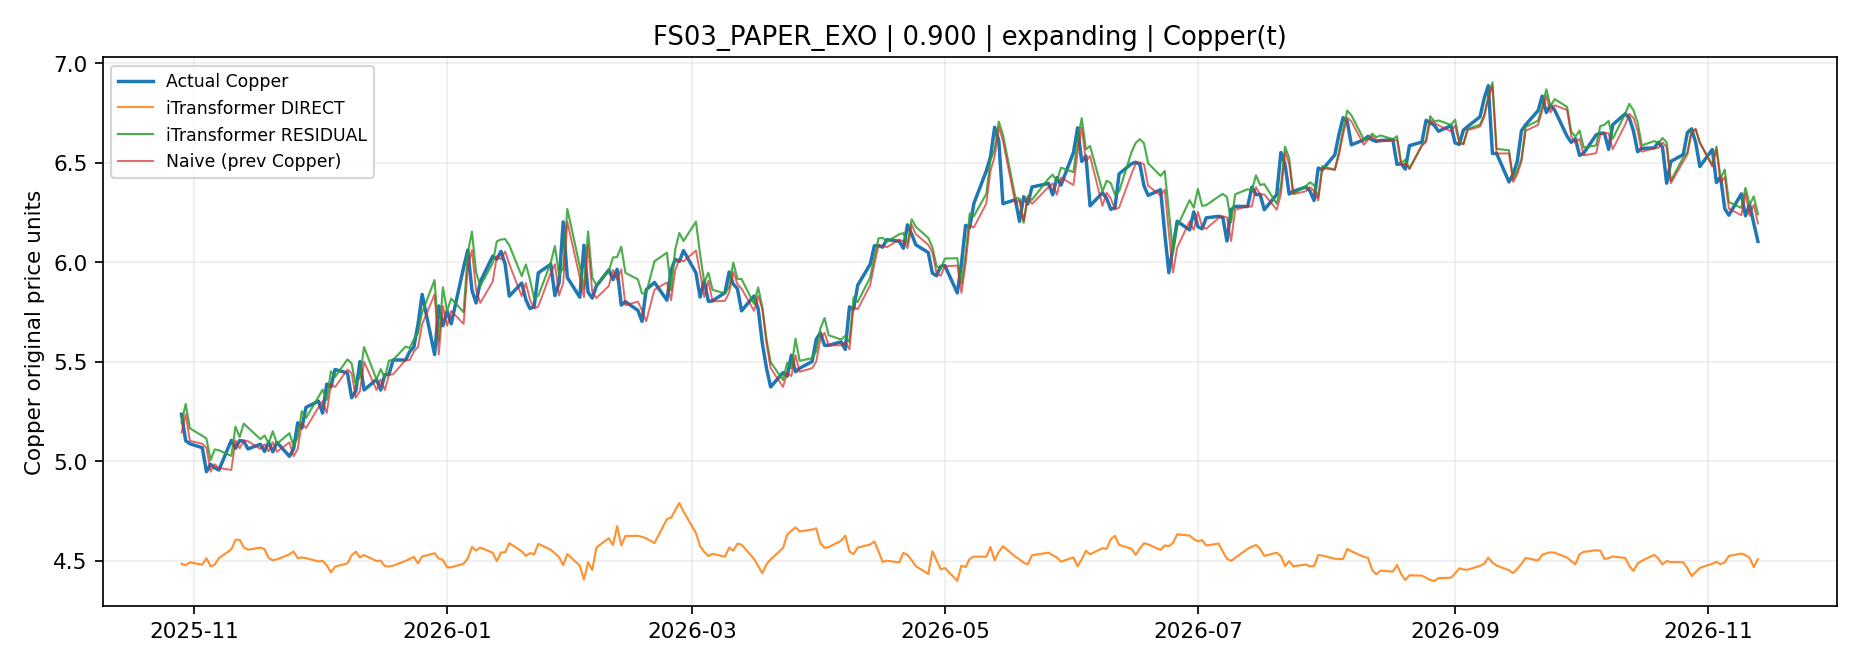 FS03_PAPER_EXO | 0.900 | expanding | Copper(t)
Actual Copper
iTransformer DIRECT
iTransformer RESIDUAL
Naive (prev Copper)
Copper original price units
7.0
6.5
6.0
5.5
5.0
4.5
2025-11 2026-01 2026-03 2026-05 2026-07 2026-09 2026-11